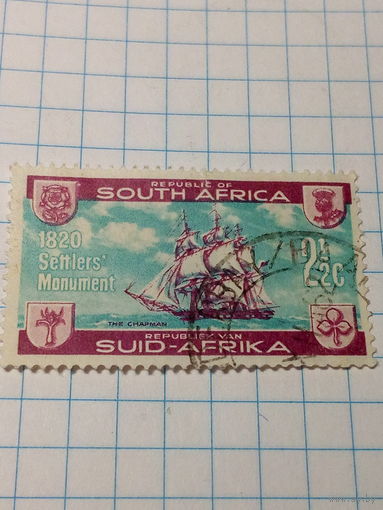 REPUBLIC OF
SOUTH AFRICA
1820
Settlers'
Monument
2½c
THE CHAPMAN
REPUBLIEK VAN
SUID-AFRIKA